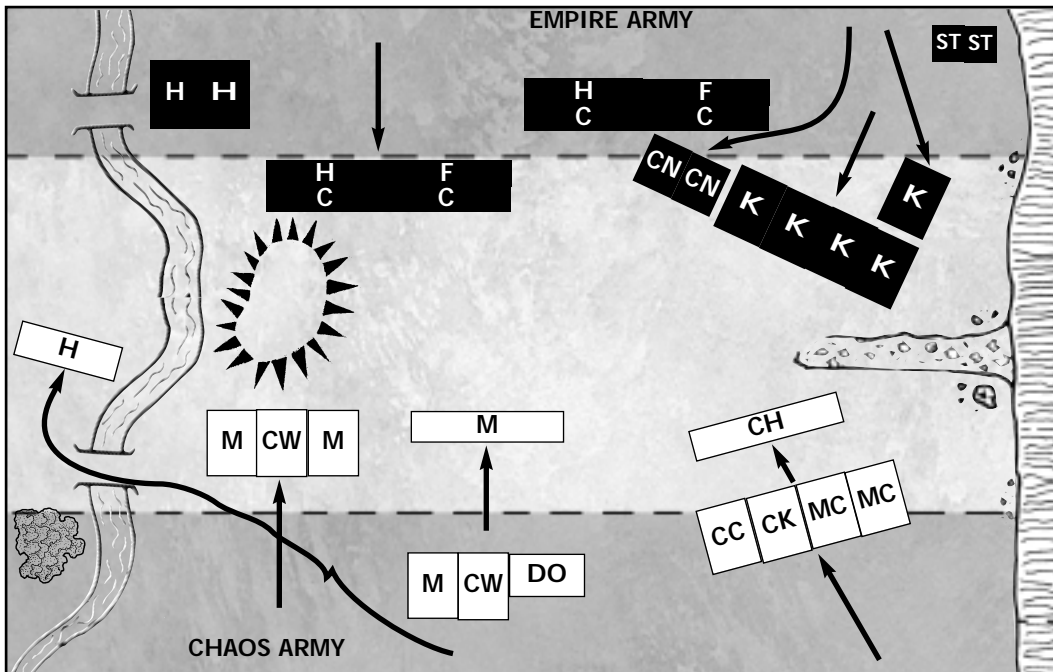 EMPIRE ARMY
ST ST
H H
H F
C C
H F
C C
CN CN K K K K
K
H
M CW M
M
CH
CC CK MC MC
M CW DO
CHAOS ARMY